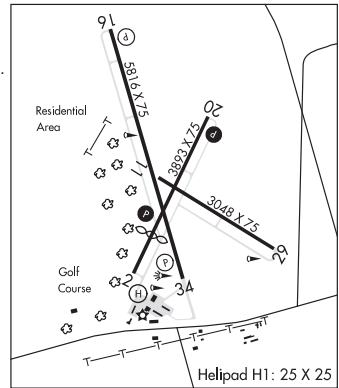 16
P
5816 X 75
Residential
Area
T
T
20
P
3893 X 75
3048 X 75
P
29
P
Golf
Course
2
H
34
T T T T T T
Helipad H1: 25 X 25